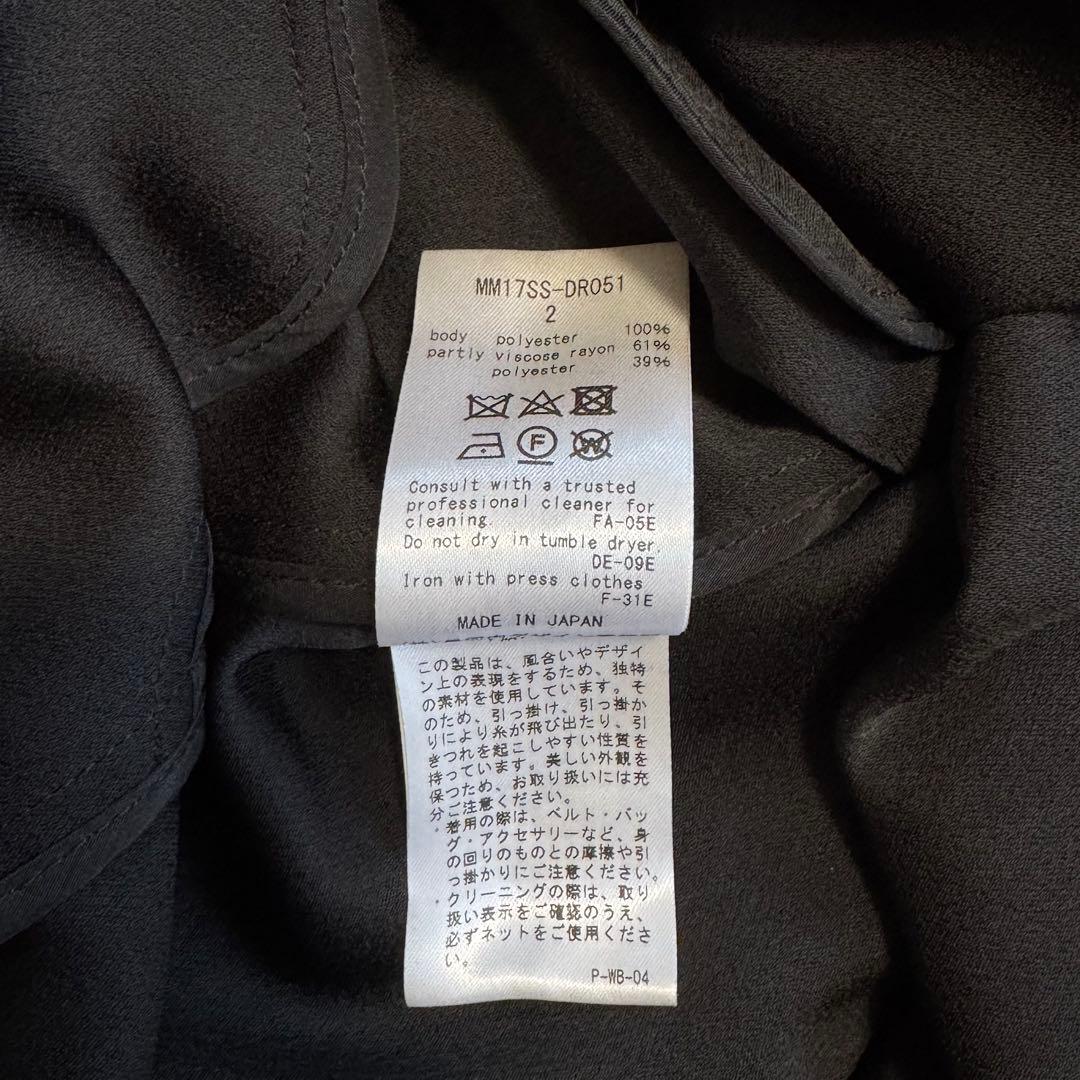 MM17SS-DR051
2
body polyester 100%
partly viscose rayon 61%
polyester 39%
F
W
Consult with a trusted
professional cleaner for
cleaning. FA-05E
Do not dry in tumble dryer.
DE-09E
Iron with press clothes
F-31E
MADE IN JAPAN
この製品は、風合いやデザイ
ン上の表現をするため、独特
の素材を使用しています。そ
のため、引っ掛け、引っ掛か
りにより糸が飛び出たり、引
きつれを起こしやすい性質を
持っています。美しい外観を
保つため、お取り扱いには充
分ご注意ください。
・着用の際は、ベルト・バッ
グ・アクセサリーなど、身
の回りのものとの摩擦や引
っ掛かりにご注意ください。
・クリーニングの際は、取り
扱い表示をご確認のうえ、
必ずネットをご使用くださ
い。
P-WB-04